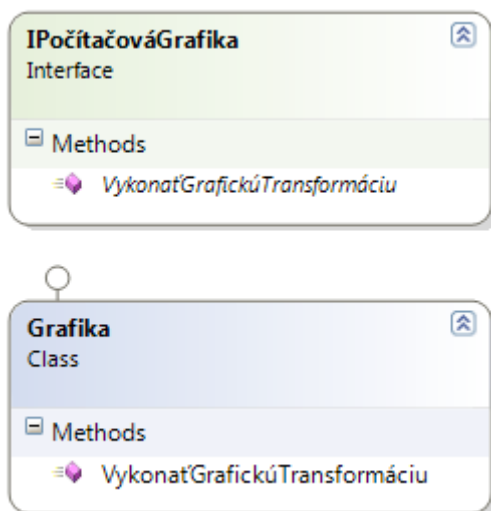 IPočítačováGrafika
Interface
Methods
VykonaťGrafickúTransformáciu
Grafika
Class
Methods
VykonaťGrafickúTransformáciu